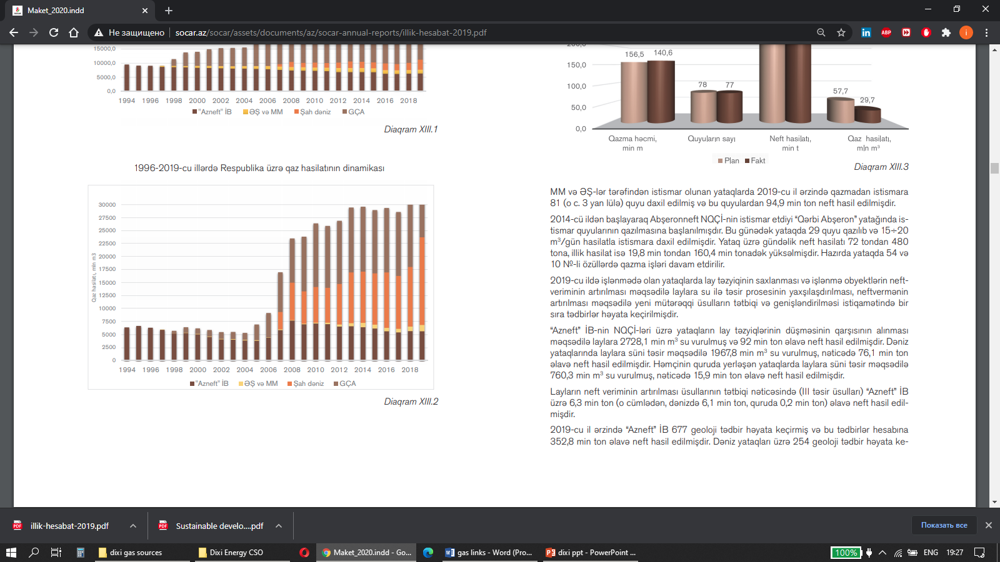 Maket_2020.indd
Не защищено
socar.az/socar/assets/documents/az/socar-annual-reports/illik-hesabat-2019.pdf
15000,0
10000,0
5000,0
0,0
1994 1996 1998 2000 2002 2004 2006 2008 2010 2012 2014 2016 2018
"Azneft" İB ƏŞ və MM Şah dəniz GÇA
Diaqram XIII.1
1996-2019-cu illərdə Respublika üzrə qaz hasilatının dinamikası
Qaz hasilatı, mln m3
30000
27500
25000
22500
20000
17500
15000
12500
10000
7500
5000
2500
0
1994 1996 1998 2000 2002 2004 2006 2008 2010 2012 2014 2016 2018
"Azneft" İB ƏŞ və MM Şah dəniz GÇA
Diaqram XIII.2
200,0
150,0
100,0
50,0
0,0
156,5 140,6
78 77
57,7
29,7
Qazma həcmi,
min m
Quyuların sayı
Neft hasilatı,
min t
Qaz hasilatı,
mln m³
Plan Fakt
Diaqram XIII.3
MM və ƏŞ-lər tərəfindən istismar olunan yataqlarda 2019-cu il ərzində qazmadan istismara
81 (o c. 3 yan lülə) quyu daxil edilmiş və bu quyulardan 94,9 min ton neft hasil edilmişdir.
2014-cü ildən başlayaraq Abşeronneft NQÇİ-nin istismar etdiyi “Qərbi Abşeron” yatağında is-
tismar quyularının qazılmasına başlanılmışdır. Bu günədək yataqda 29 quyu qazılıb və 15÷20
m³/gün hasilatla istismara daxil edilmişdir. Yataq üzrə gündəlik neft hasilatı 72 tondan 480
tona, illik hasilat isə 19,8 min tondan 160,4 min tonadək yüksəlmişdir. Hazırda yataqda 54 və
10 №-li özüllərdə qazma işləri davam etdirilir.
2019-cu ildə işlənmədə olan yataqlarda lay təzyiqinin saxlanması və işlənmə obyektlərin neft-
veriminin artırılması məqsədilə laylara su ilə təsir prosesinin yaxşılaşdırılması, neftvermənin
artırılması məqsədilə yeni mütərəqqi üsulların tətbiqi və genişləndirilməsi istiqamətində bir
sıra tədbirlər həyata keçirilmişdir.
“Azneft” İB-nin NQÇİ-ləri üzrə yataqların lay təzyiqlərinin düşməsinin qarşısının alınması
məqsədilə laylara 2728,1 min m³ su vurulmuş və 92 min ton əlavə neft hasil edilmişdir. Dəniz
yataqlarında laylara süni təsir məqsədilə 1967,8 min m³ su vurulmuş, nəticədə 76,1 min ton
əlavə neft hasil edilmişdir. Həmçinin quruda yerləşən yataqlarda laylara süni təsir məqsədilə
760,3 min m³ su vurulmuş, nəticədə 15,9 min ton əlavə neft hasil edilmişdir.
Layların neft veriminin artırılması üsullarının tətbiqi nəticəsində (III təsir üsulları) “Azneft” İB
üzrə 6,3 min ton (o cümlədən, dənizdə 6,1 min ton, quruda 0,2 min ton) əlavə neft hasil edil-
mişdir.
2019-cu il ərzində “Azneft” İB 677 geoloji tədbir həyata keçirmiş və bu tədbirlər hesabına
352,8 min ton əlavə neft hasil edilmişdir. Dəniz yataqları üzrə 254 geoloji tədbir həyata ke-
illik-hesabat-2019.pdf
Sustainable develo....pdf
Показать все
dixi gas sources
Dixi Energy CSO
Maket_2020.indd - Go...
gas links - Word (Pro...
dixi ppt - PowerPoint ...
100%
ENG
19:27